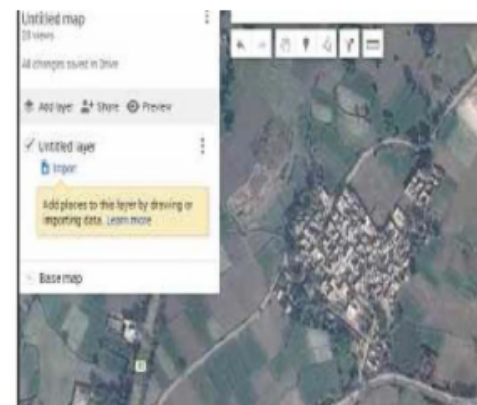 Untitled map
All changes saved in Drive
Add layer Share Preview
Untitled layer
Import
Add places to this layer by drawing or
importing data. Learn more
Base map